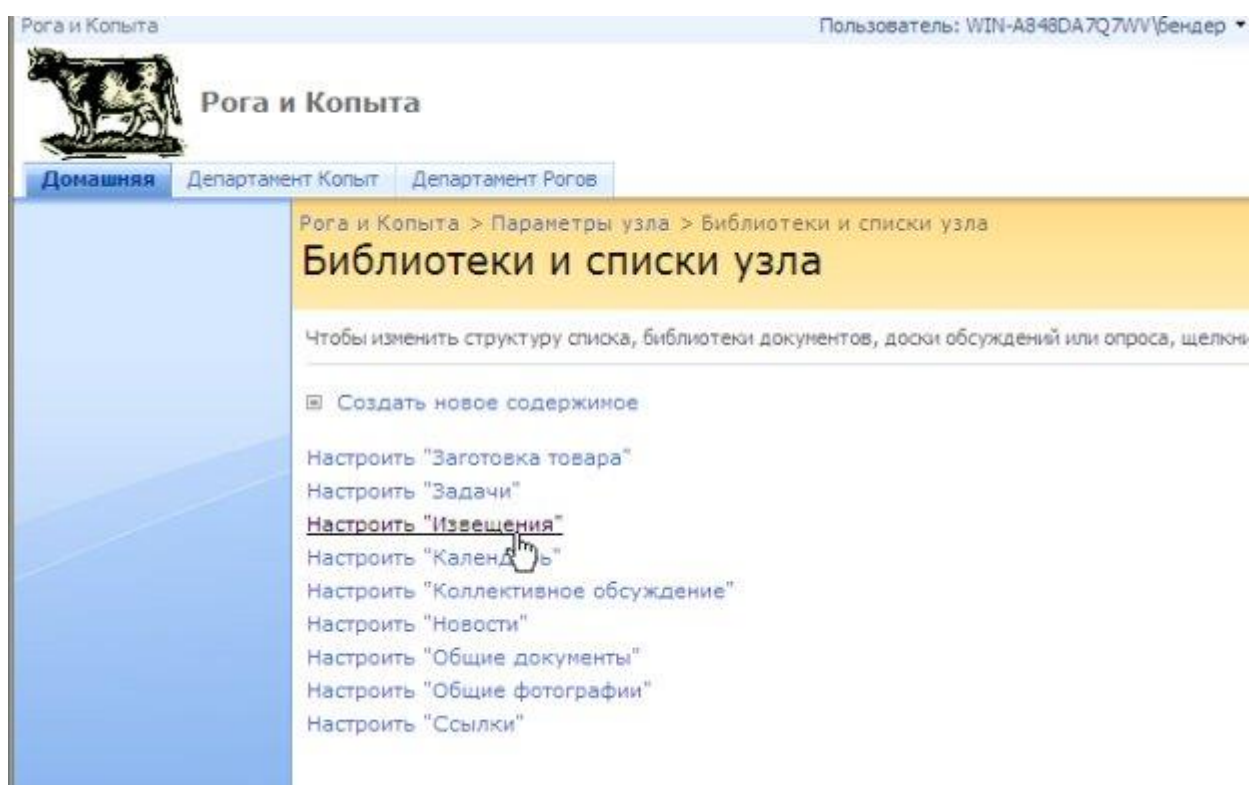 Рога и Копыта
Пользователь: WIN-A848DA7Q7WV\бендер
Рога и Копыта
Домашняя
Департамент Копыт
Департамент Рогов
Рога и Копыта > Параметры узла > Библиотеки и списки узла
Библиотеки и списки узла
Чтобы изменить структуру списка, библиотеки документов, доски обсуждений или опроса, щелкни
Создать новое содержимое
Настроить "Заготовка товара"
Настроить "Задачи"
Настроить "Извещения"
Настроить
Настроить "Коллективное обсуждение"
Настроить "Новости"
Настроить "Общие документы"
Настроить "Общие фотографии"
Настроить "Ссылки"